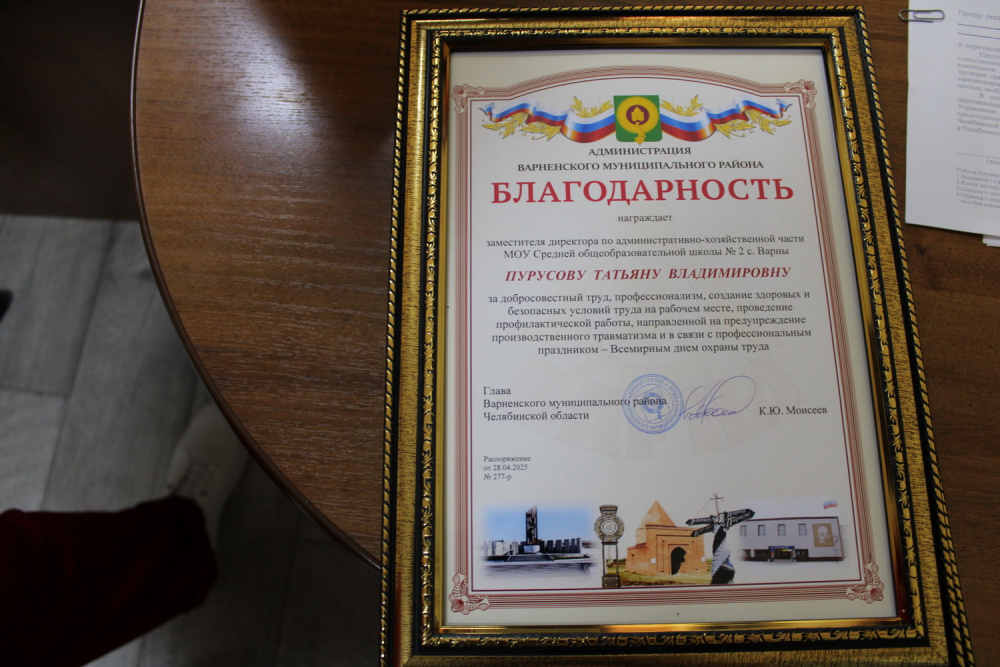 АДМИНИСТРАЦИЯ
ВАРНЕНСКОГО МУНИЦИПАЛЬНОГО РАЙОНА
БЛАГОДАРНОСТЬ
награждает
заместителя директора по административно-хозяйственной части
МОУ Средней общеобразовательной школы № 2 с. Варны
ПУРУСОВУ ТАТЬЯНУ ВЛАДИМИРОВНУ
за добросовестный труд, профессионализм, создание здоровых и
безопасных условий труда на рабочем месте, проведение
профилактической работы, направленной на предупреждение
производственного травматизма и в связи с профессиональным
праздником – Всемирным днем охраны труда
Глава
Варненского муниципального района
Челябинской области
К.Ю. Моисеев
Распоряжение
от 28.04.2025
№ 277-р